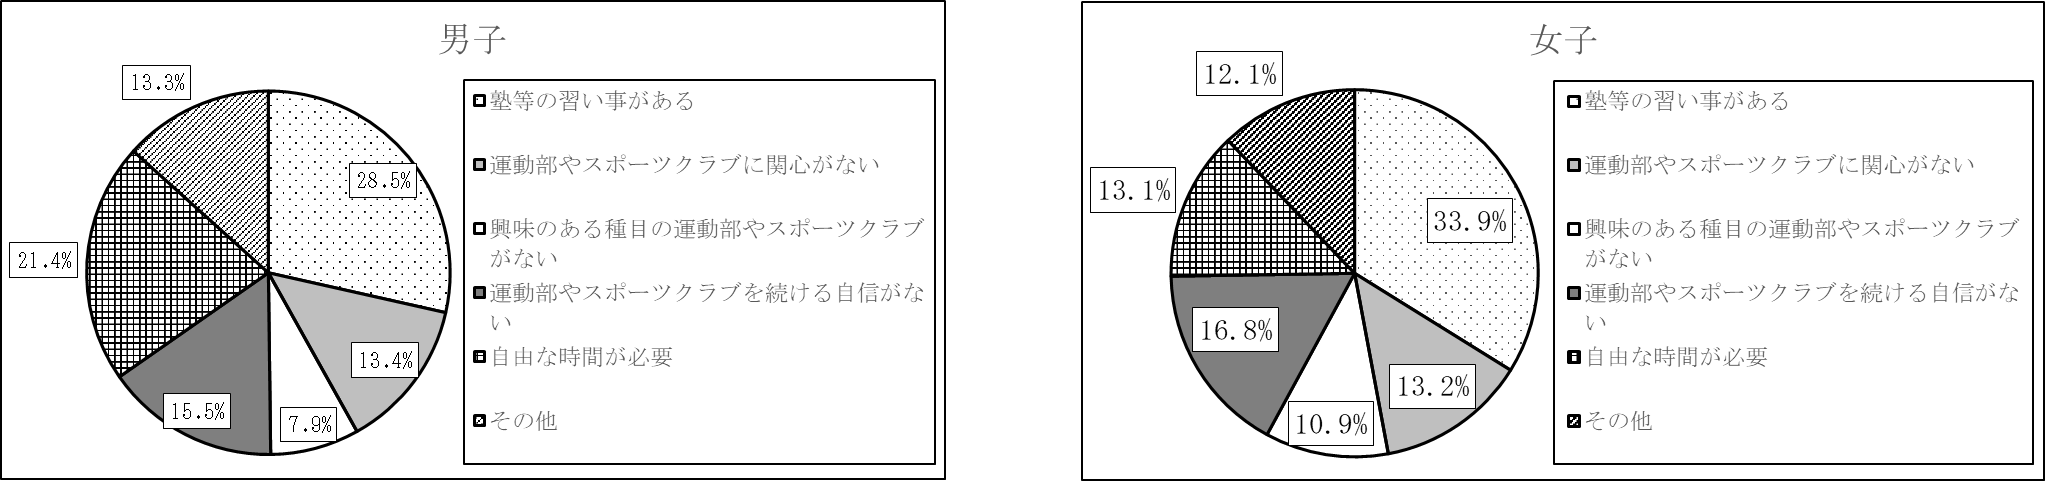 男子
13.3%
28.5%
21.4%
13.4%
15.5%
7.9%
塾等の習い事がある
運動部やスポーツクラブに関心がない
興味のある種目の運動部やスポーツクラブ
がない
運動部やスポーツクラブを続ける自信がな
い
自由な時間が必要
その他
女子
12.1%
13.1%
33.9%
16.8%
13.2%
10.9%
塾等の習い事がある
運動部やスポーツクラブに関心がない
興味のある種目の運動部やスポーツクラブ
がない
運動部やスポーツクラブを続ける自信がな
い
自由な時間が必要
その他